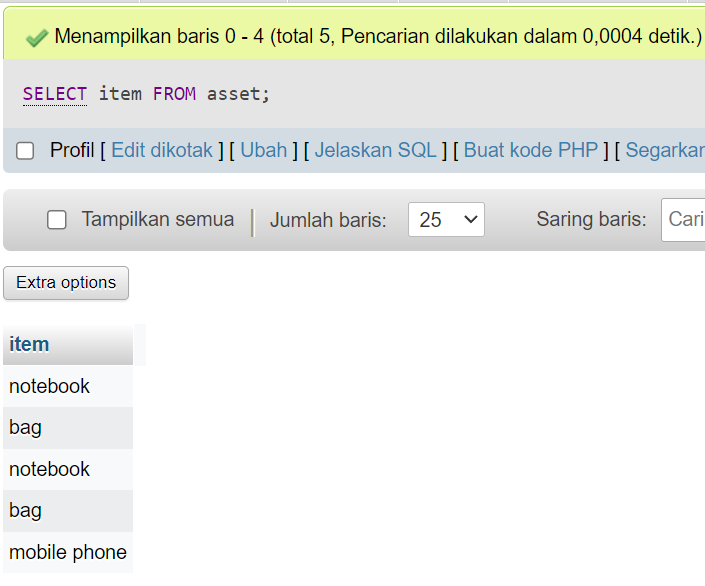 Menampilkan baris 0 - 4 (total 5, Pencarian dilakukan dalam 0,0004 detik.)
SELECT item FROM asset;
Profil [ Edit dikotak ] [ Ubah ] [ Jelaskan SQL ] [ Buat kode PHP ] [ Segarkan
Tampilkan semua | Jumlah baris: 25 Saring baris: Cari
Extra options
item
notebook
bag
notebook
bag
mobile phone